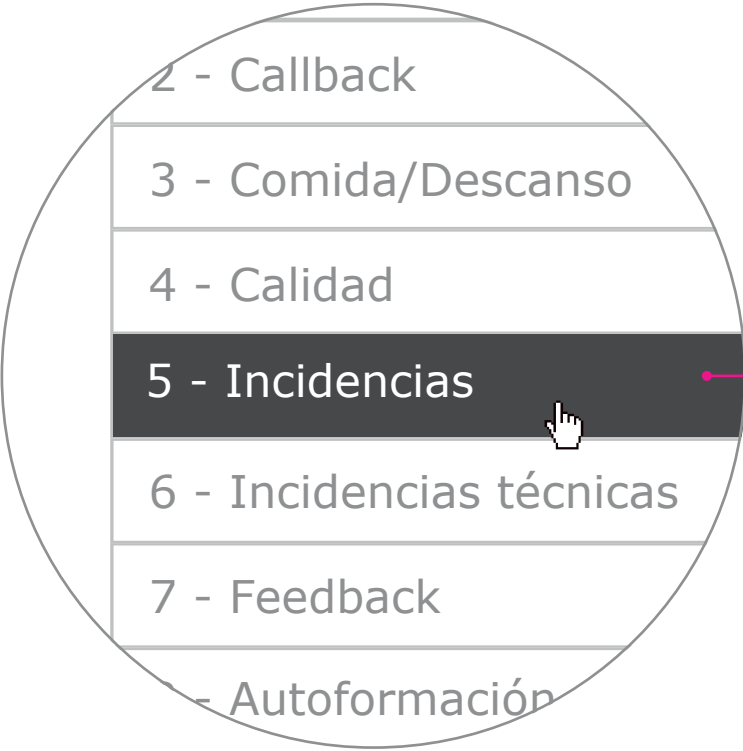 2 - Callback
3 - Comida/Descanso
4 - Calidad
5 - Incidencias
6 - Incidencias técnicas
7 - Feedback
- Autoformación